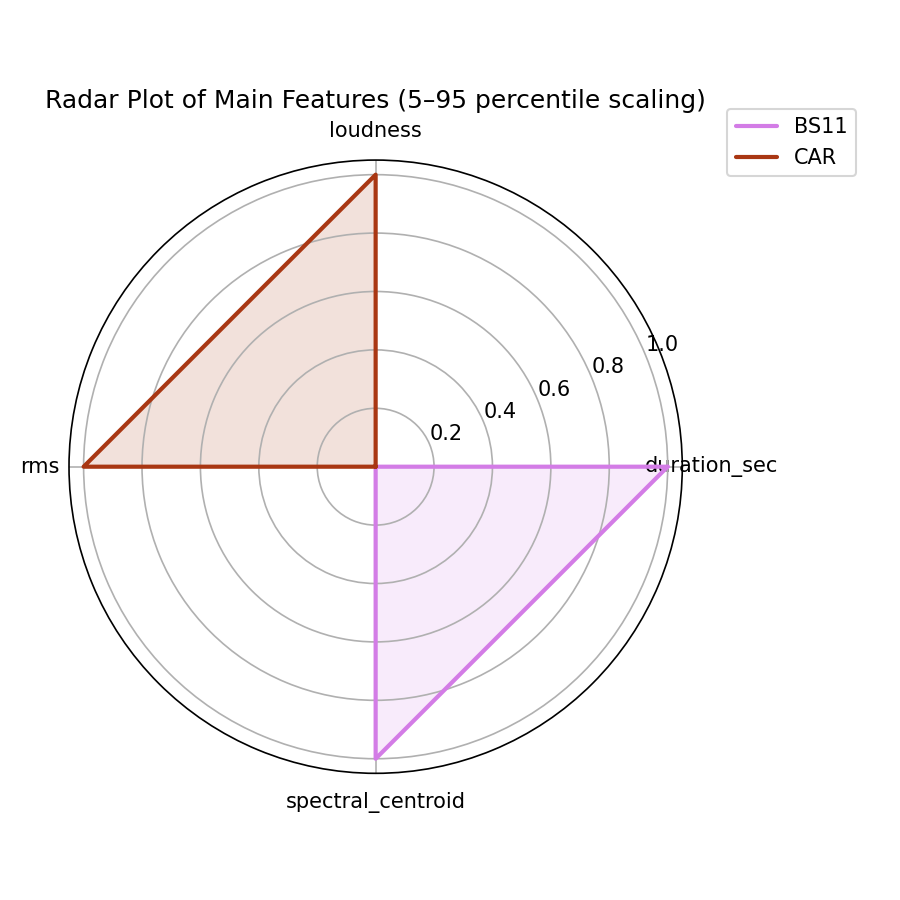 Radar Plot of Main Features (5–95 percentile scaling)
BS11
CAR
loudness
1.0
0.8
0.6
0.4
0.2
rms
duration_sec
spectral_centroid